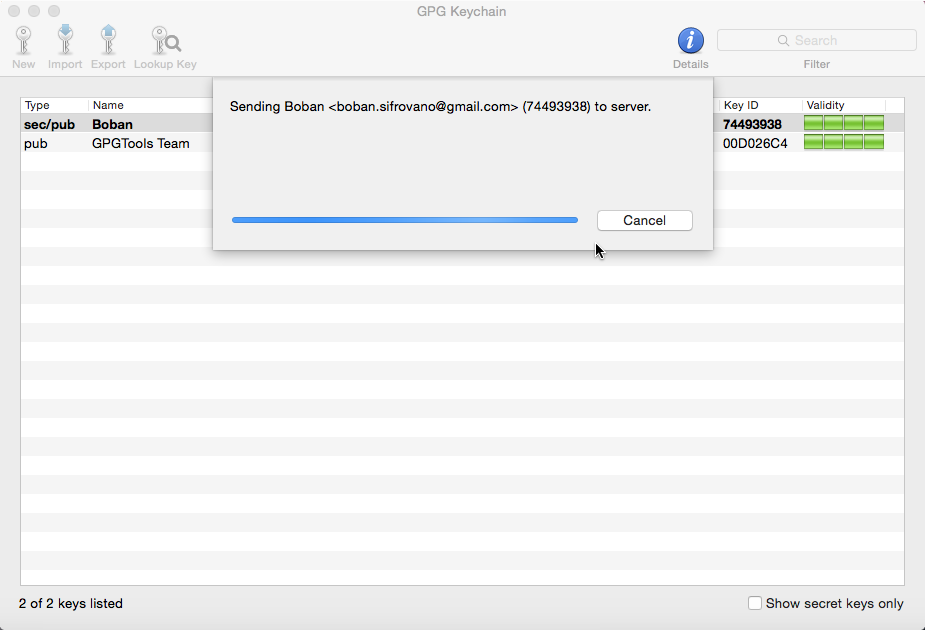 GPG Keychain
New Import Export Lookup Key
Details
Search
Filter
Sending Boban <boban.sifrovano@gmail.com> (74493938) to server.
Cancel
Type Name Key ID Validity
sec/pub Boban 74493938
pub GPGTools Team 00D026C4
2 of 2 keys listed
Show secret keys only